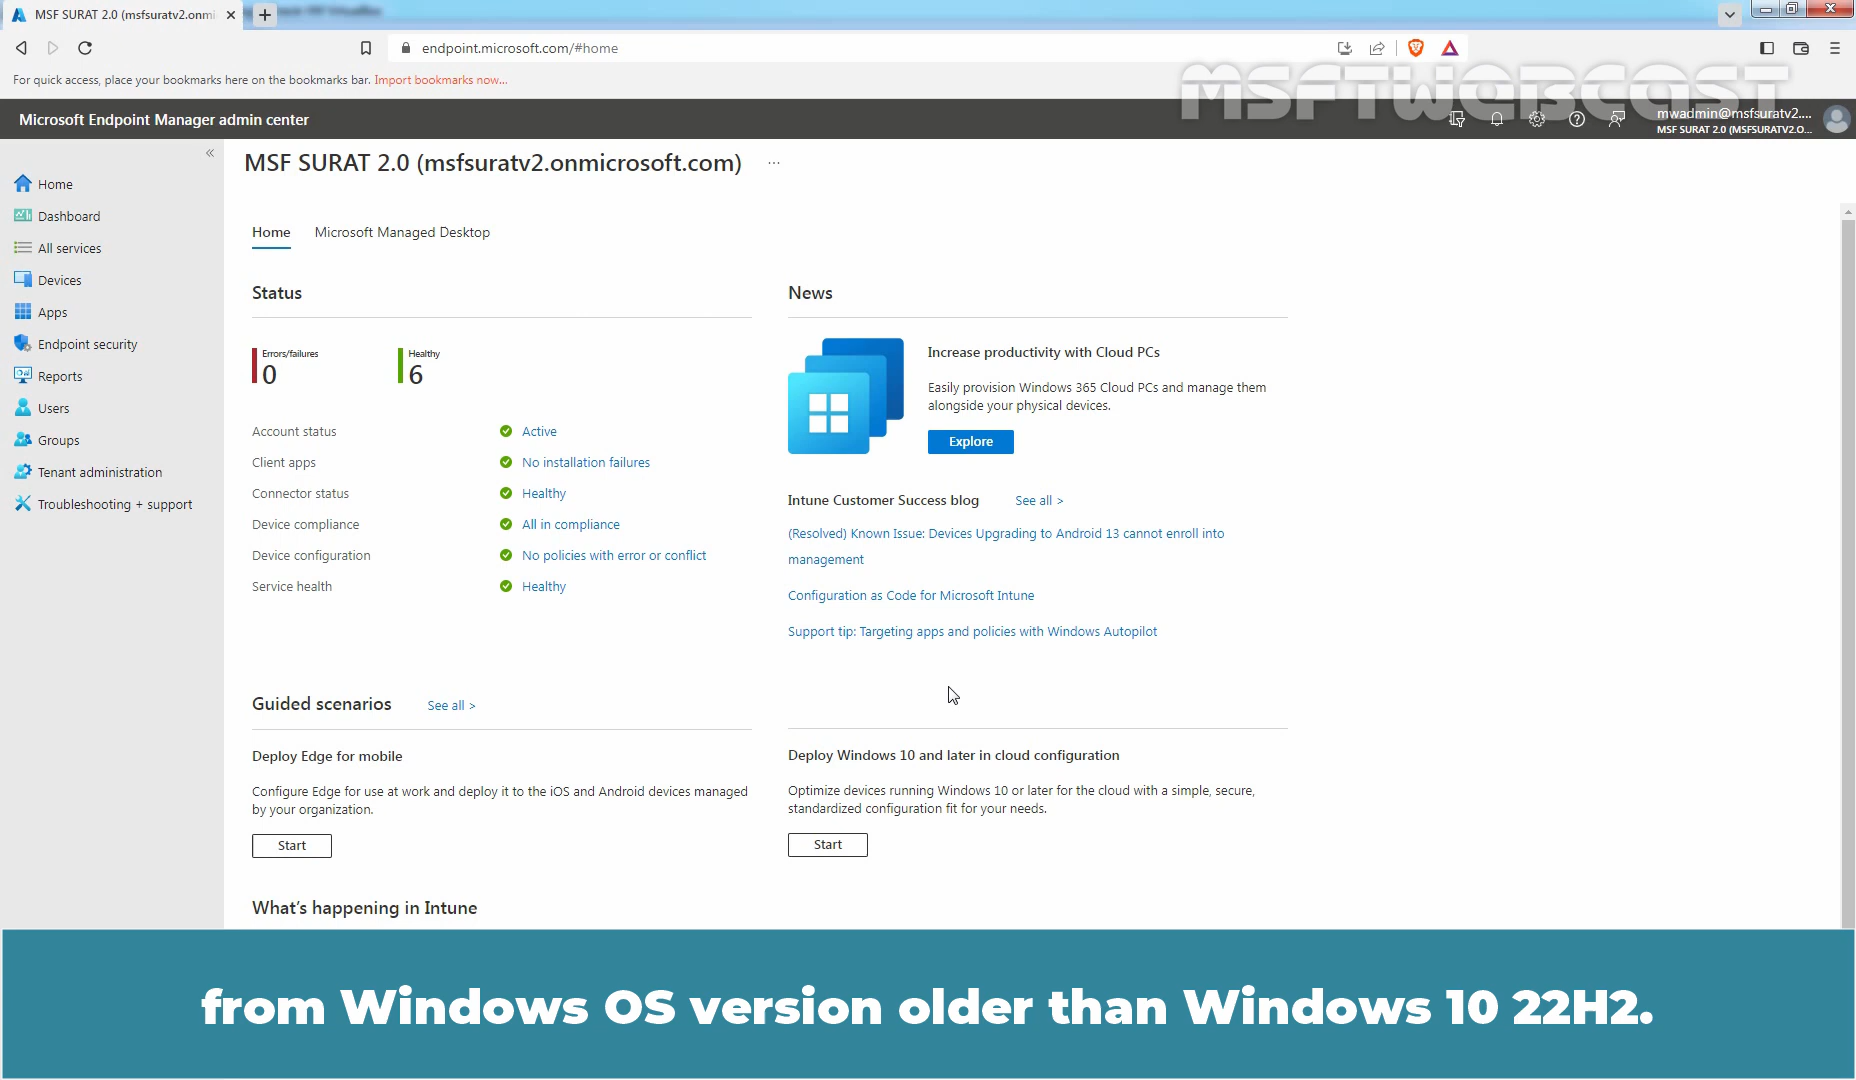 MSF SURAT 2.0 (msfsuratv2.onmi
endpoint.microsoft.com/#home
For quick access, place your bookmarks here on the bookmarks bar. Import bookmarks now...
MSFTWEBCAST
Microsoft Endpoint Manager admin center
mwadmin@msfsuratv2....
MSF SURAT 2.0 (MSFSURATV2.O...
MSF SURAT 2.0 (msfsuratv2.onmicrosoft.com) ...
Home
Dashboard
All services
Devices
Apps
Endpoint security
Reports
Users
Groups
Tenant administration
Troubleshooting + support
Home Microsoft Managed Desktop
Status
Errors/failures
0
Healthy
6
Account status Active
Client apps No installation failures
Connector status Healthy
Device compliance All in compliance
Device configuration No policies with error or conflict
Service health Healthy
News
Increase productivity with Cloud PCs
Easily provision Windows 365 Cloud PCs and manage them
alongside your physical devices.
Explore
Intune Customer Success blog See all >
(Resolved) Known Issue: Devices Upgrading to Android 13 cannot enroll into
management
Configuration as Code for Microsoft Intune
Support tip: Targeting apps and policies with Windows Autopilot
Guided scenarios See all >
Deploy Edge for mobile
Configure Edge for use at work and deploy it to the iOS and Android devices managed
by your organization.
Start
Deploy Windows 10 and later in cloud configuration
Optimize devices running Windows 10 or later for the cloud with a simple, secure,
standardized configuration fit for your needs.
Start
What's happening in Intune
from Windows OS version older than Windows 10 22H2.